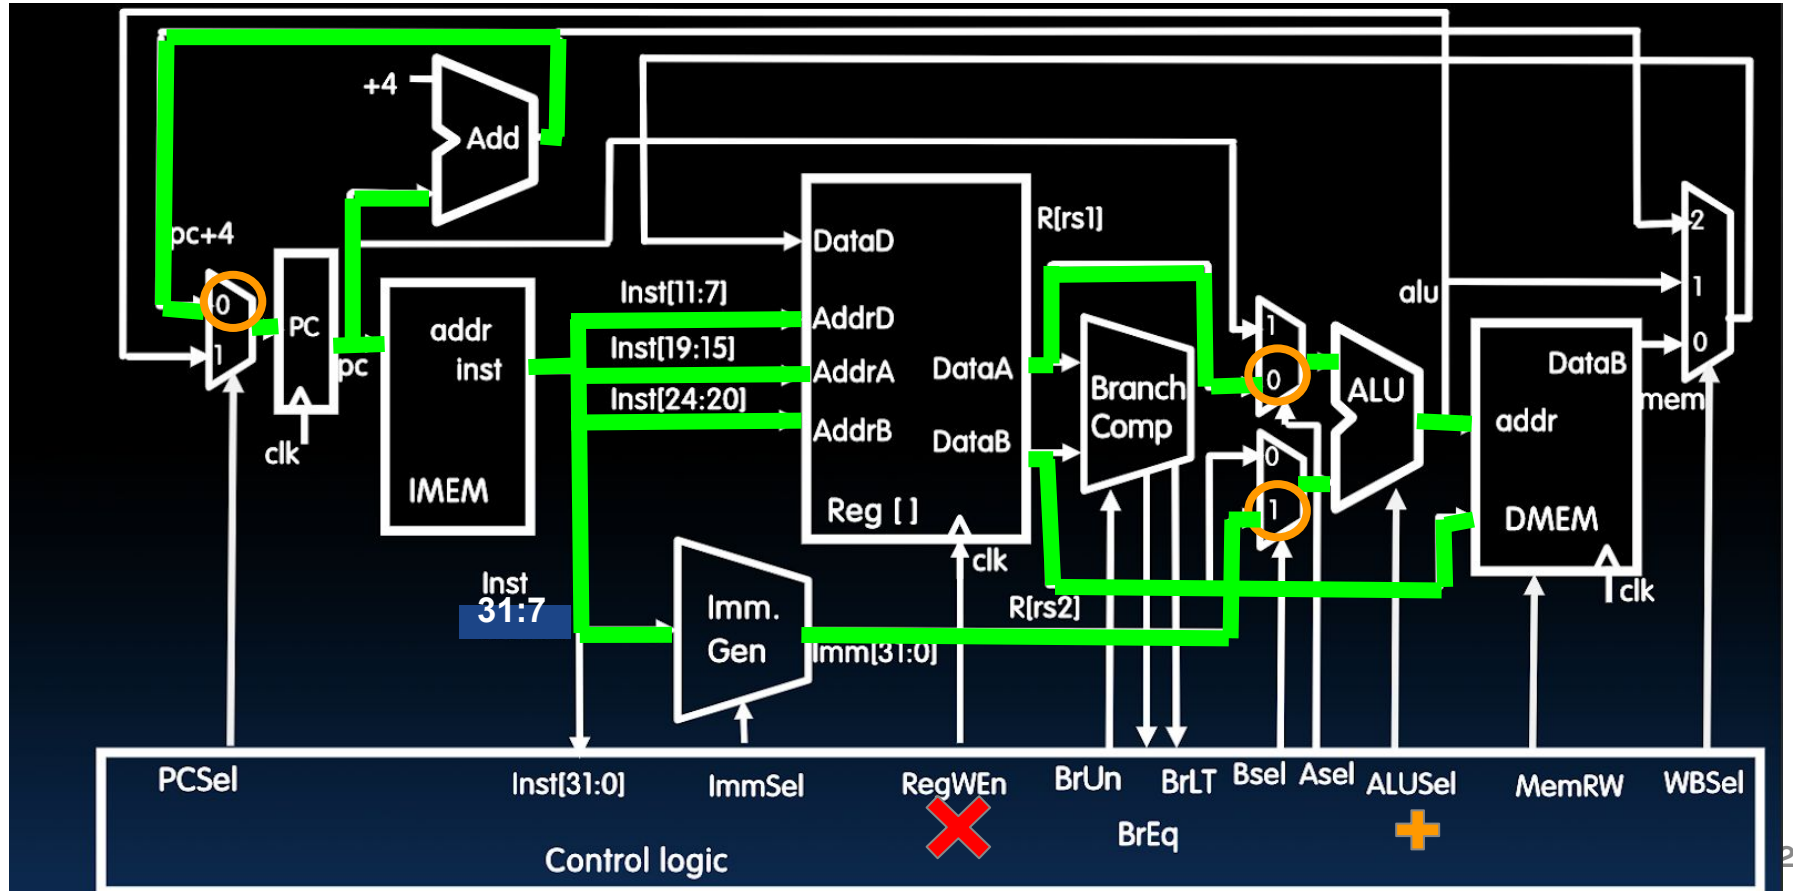 +4
Add
pc+4
0
1
PC
pc
clk
addr
inst
IMEM
Inst[11:7]
Inst[19:15]
Inst[24:20]
Inst
31:7
DataD
AddrD
AddrA
AddrB
DataA
DataB
Reg [ ]
clk
R[rs1]
R[rs2]
Imm.
Gen
Imm[31:0]
Branch
Comp
1
0
0
1
ALU
alu
DataB
addr
DMEM
clk
mem
2
1
0
PCSel
Inst[31:0]
ImmSel
RegWEn
BrUn
BrLT
Bsel
Asel
ALUSel
MemRW
WBSel
BrEq
Control logic